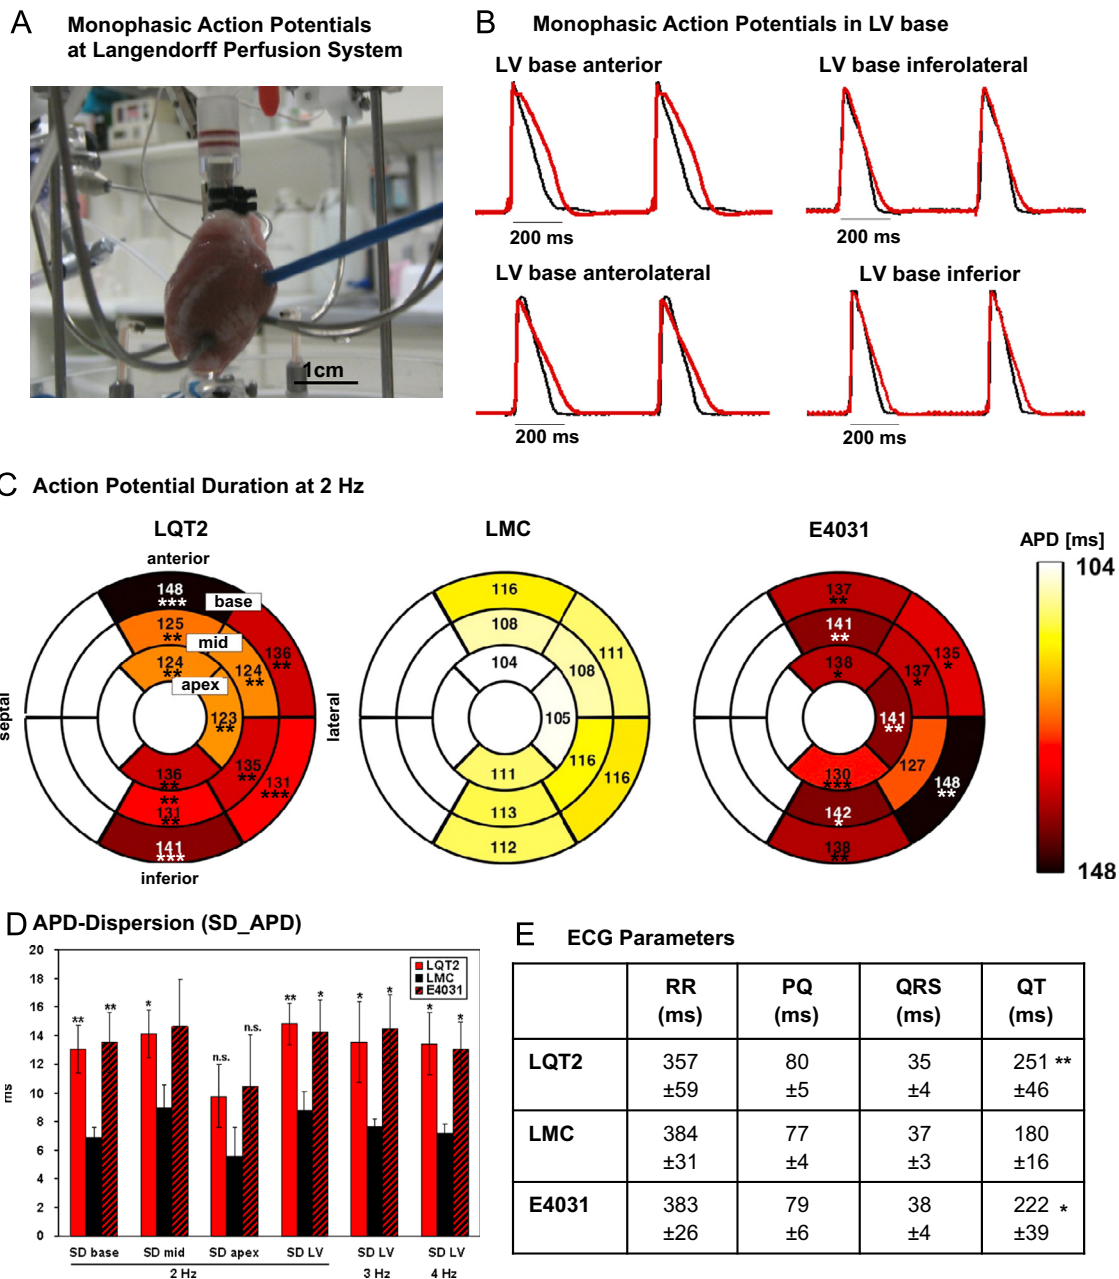 A
Monophasic Action Potentials
at Langendorff Perfusion System
1cm
B
Monophasic Action Potentials in LV base
LV base anterior
LV base inferolateral
200 ms
200 ms
LV base anterolateral
LV base inferior
200 ms
200 ms
C Action Potential Duration at 2 Hz
LQT2
LMC
E4031
anterior
septal
lateral
inferior
base
mid
apex
148
***
125
**
124
**
136
**
124
**
123
**
135
**
131
***
136
**
**
131
**
141
***
116
108
104
111
108
105
116
116
111
113
112
137
**
141
**
138
*
135
*
137
*
141
**
127
148
**
130
***
142
*
138
**
APD [ms]
104
148
D APD-Dispersion (SD_APD)
ms
20
18
16
14
12
10
8
6
4
2
0
LQT2
LMC
E4031
** ** * n.s. n.s. ** * * * * *
SD base SD mid SD apex SD LV SD LV SD LV
2 Hz 3 Hz 4 Hz
E ECG Parameters
RR PQ QRS QT
(ms) (ms) (ms) (ms)
LQT2 357 80 35 251 **
±59 ±5 ±4 ±46
LMC 384 77 37 180
±31 ±4 ±3 ±16
E4031 383 79 38 222 *
±26 ±6 ±4 ±39